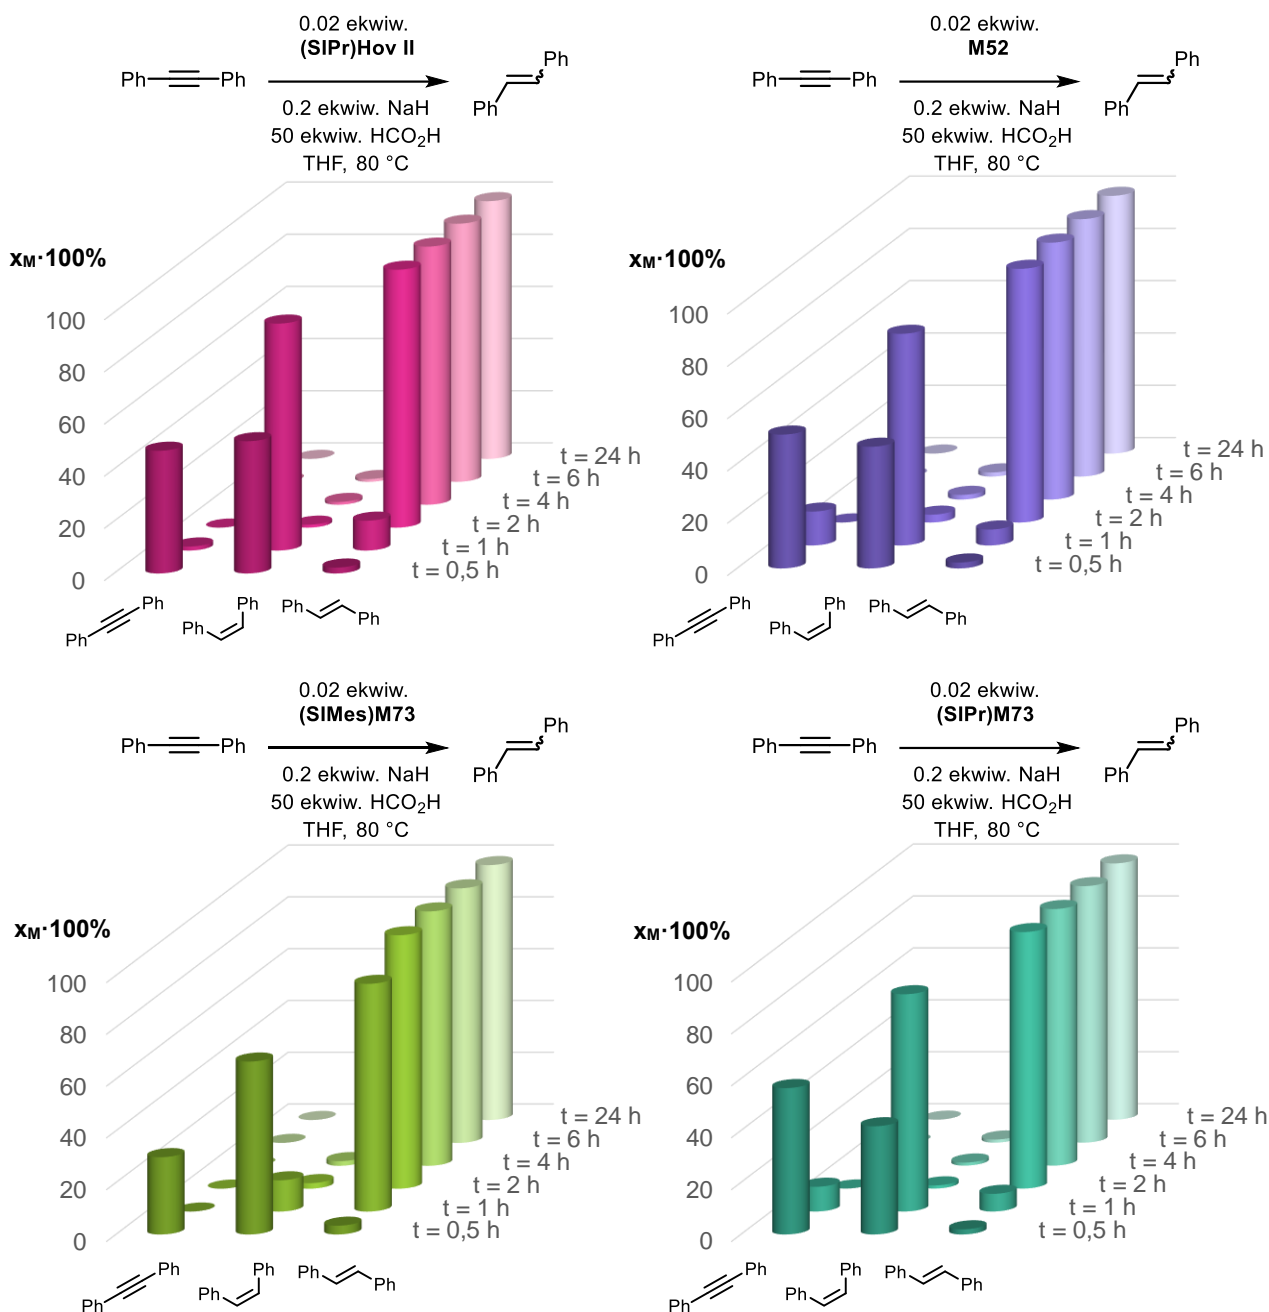 0.02 ekwiw.
(SIPr)Hov II
Ph
Ph
Ph
Ph
0.2 ekwiw. NaH
50 ekwiw. HCO2H
THF, 80 °C
xM·100%
100
80
60
40
20
0
t = 24 h
t = 6 h
t = 4 h
t = 2 h
t = 1 h
t = 0,5 h
Ph
Ph
Ph
Ph
Ph
Ph
0.02 ekwiw.
M52
Ph
Ph
Ph
Ph
0.2 ekwiw. NaH
50 ekwiw. HCO2H
THF, 80 °C
xM·100%
100
80
60
40
20
0
t = 24 h
t = 6 h
t = 4 h
t = 2 h
t = 1 h
t = 0,5 h
Ph
Ph
Ph
Ph
Ph
Ph
0.02 ekwiw.
(SIMes)M73
Ph
Ph
Ph
Ph
0.2 ekwiw. NaH
50 ekwiw. HCO2H
THF, 80 °C
xM·100%
100
80
60
40
20
0
t = 24 h
t = 6 h
t = 4 h
t = 2 h
t = 1 h
t = 0,5 h
Ph
Ph
Ph
Ph
Ph
Ph
0.02 ekwiw.
(SIPr)M73
Ph
Ph
Ph
Ph
0.2 ekwiw. NaH
50 ekwiw. HCO2H
THF, 80 °C
xM·100%
100
80
60
40
20
0
t = 24 h
t = 6 h
t = 4 h
t = 2 h
t = 1 h
t = 0,5 h
Ph
Ph
Ph
Ph
Ph
Ph